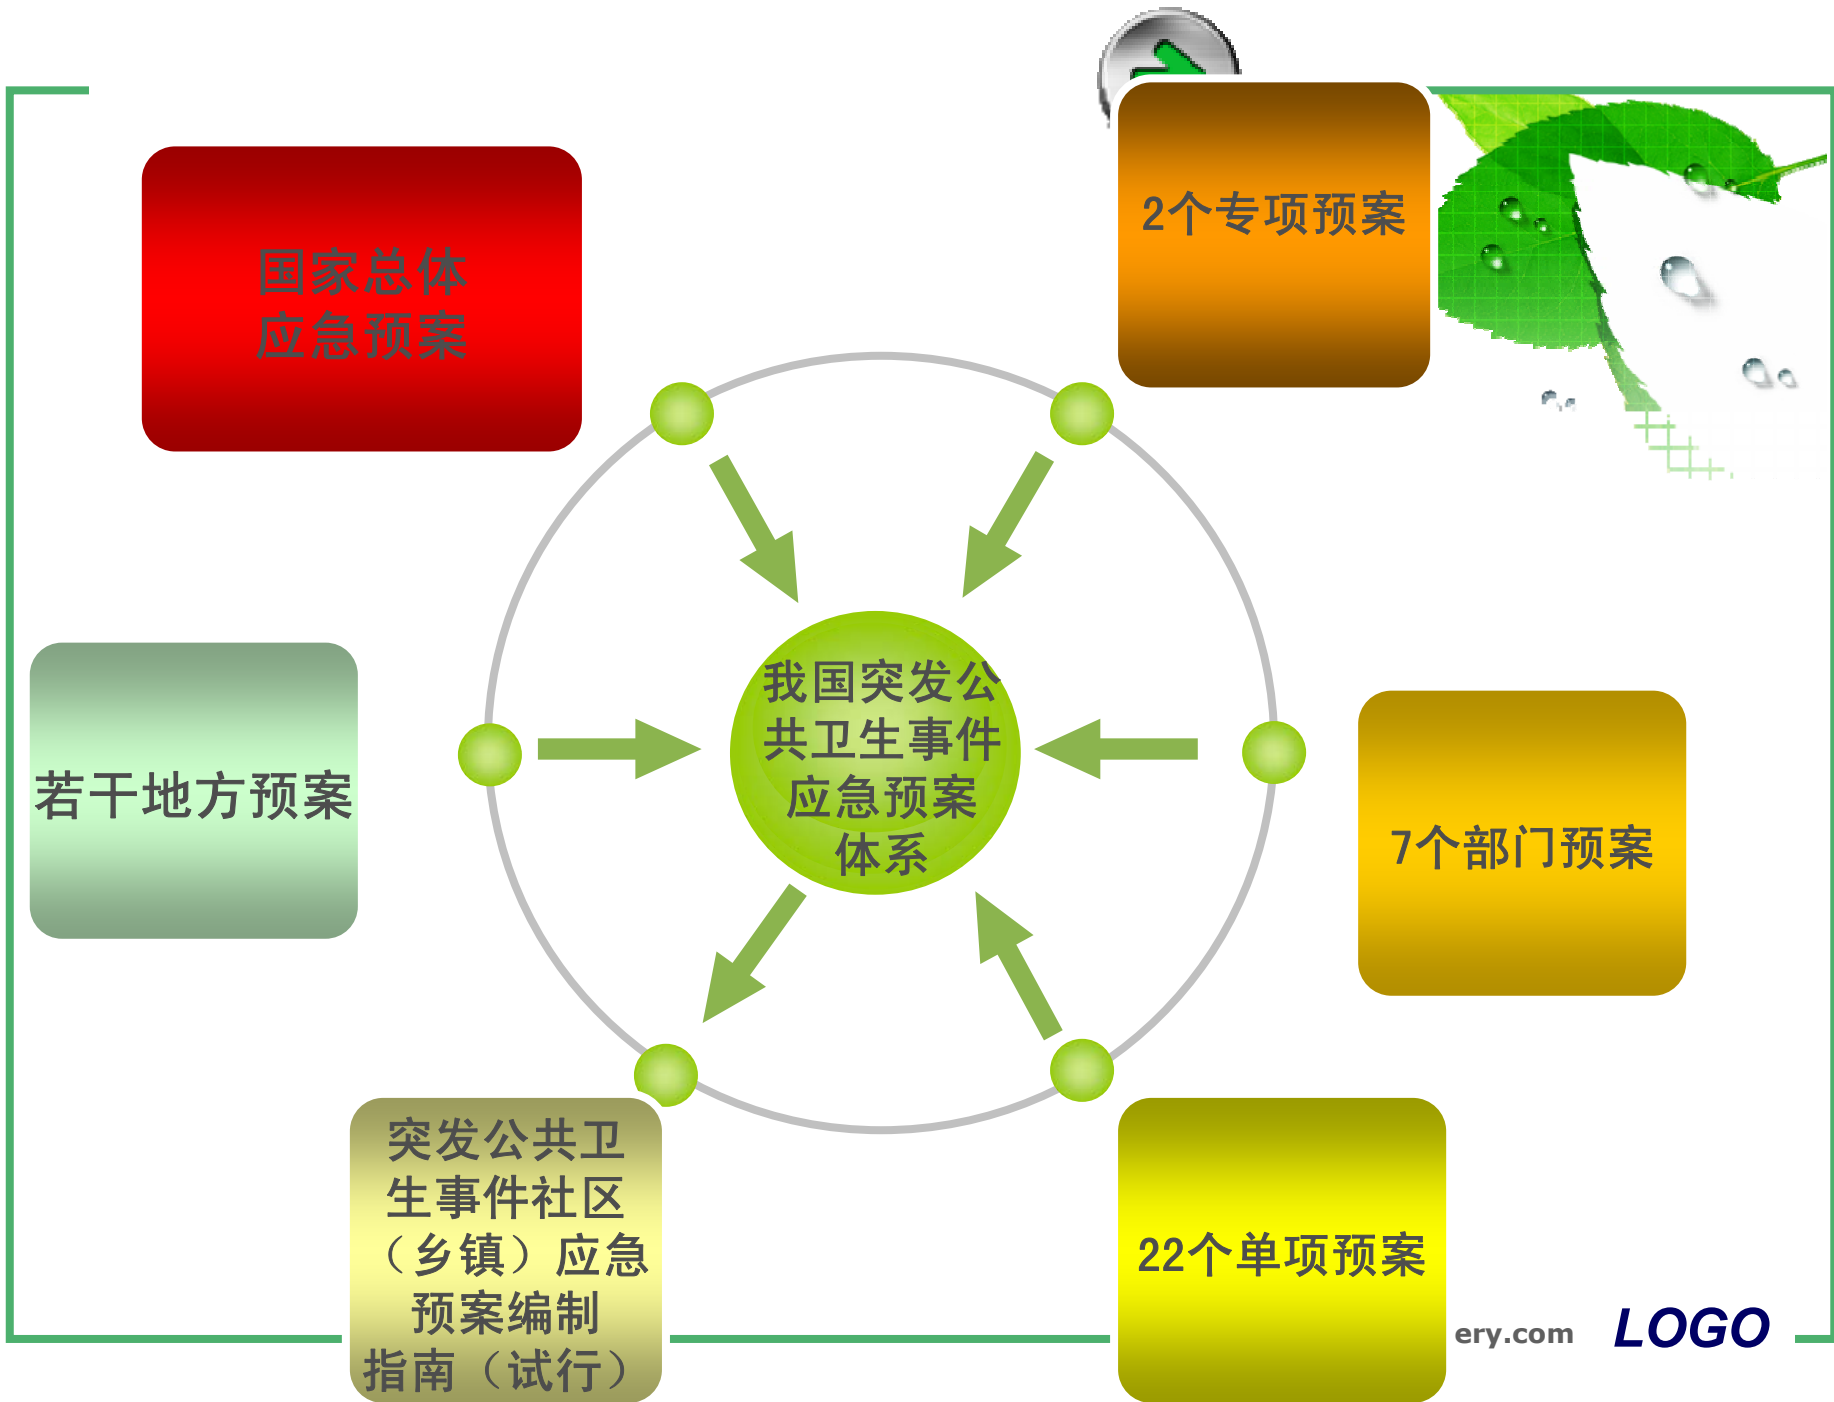 国家总体
应急预案
2个专项预案
我国突发公
共卫生事件
应急预案
体系
若干地方预案
7个部门预案
突发公共卫
生事件社区
（乡镇）应急
预案编制
指南（试行）
22个单项预案
ery.com
LOGO